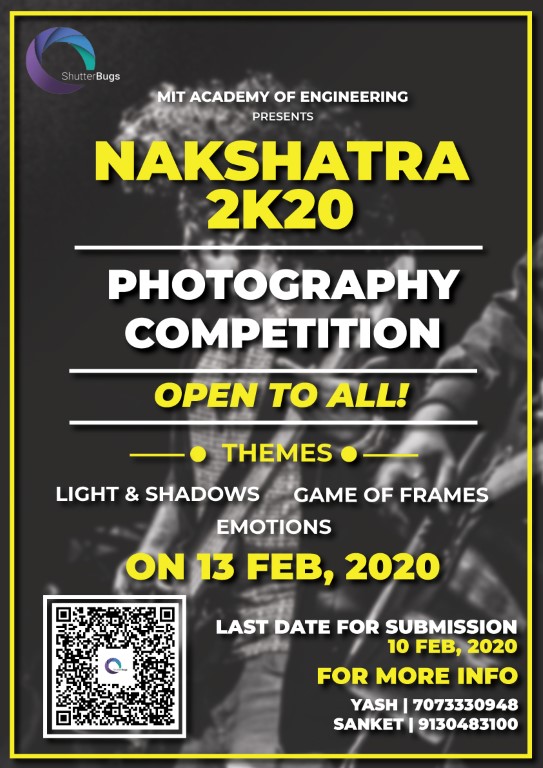 ShutterBugs
MIT ACADEMY OF ENGINEERING
PRESENTS
NAKSHATRA
2K20
PHOTOGRAPHY
COMPETITION
OPEN TO ALL!
THEMES
LIGHT & SHADOWS GAME OF FRAMES
EMOTIONS
ON 13 FEB, 2020
LAST DATE FOR SUBMISSION
10 FEB, 2020
FOR MORE INFO
YASH | 7073330948
SANKET | 9130483100